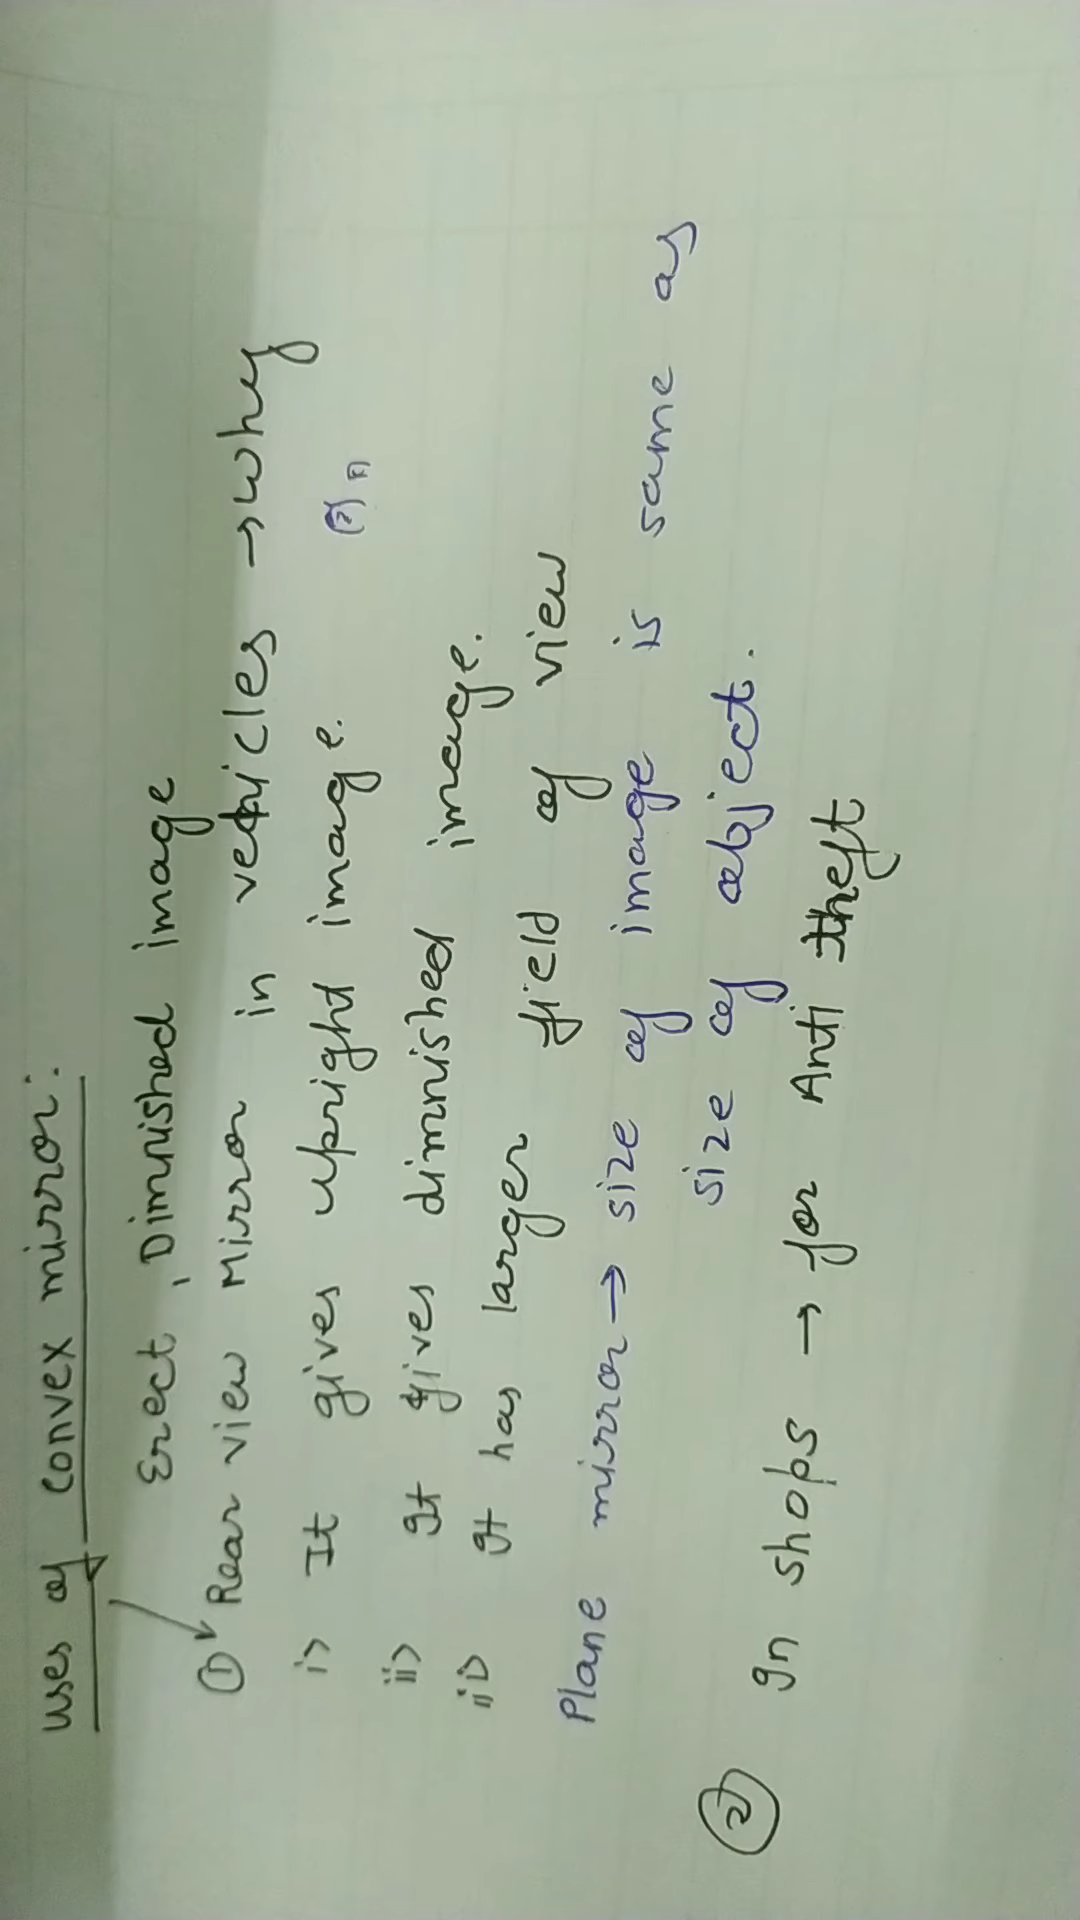 uses of convex mirror:
Erect, Diminished image
① Rear view Mirror in vehicles → why
i> It gives upright image.
ii> It gives diminished image.
ii> It has larger field of view
Plane mirror → size of image is same as
size of object.
② In shops → for Anti theft